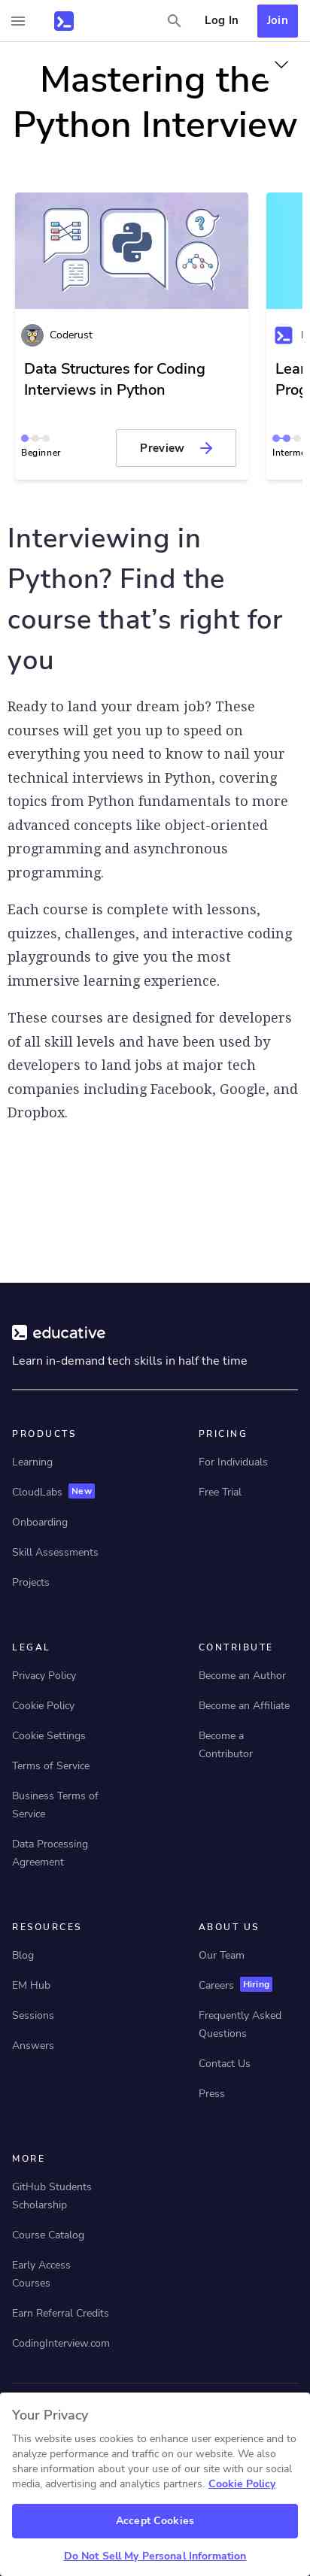 Log In
Join
Mastering the
Python Interview
Coderust
Data Structures for Coding
Interviews in Python
Beginner
Preview
Interviewing in
Python? Find the
course that’s right for
you
Ready to land your dream job? These
courses will get you up to speed on
everything you need to know to nail your
technical interviews in Python, covering
topics from Python fundamentals to more
advanced concepts like object-oriented
programming and asynchronous
programming.
Each course is complete with lessons,
quizzes, challenges, and interactive coding
playgrounds to give you the most
immersive learning experience.
These courses are designed for developers
of all skill levels and have been used by
developers to land jobs at major tech
companies including Facebook, Google, and
Dropbox.
educative
Learn in-demand tech skills in half the time
PRODUCTS
Learning
CloudLabs New
Onboarding
Skill Assessments
Projects
PRICING
For Individuals
Free Trial
LEGAL
Privacy Policy
Cookie Policy
Cookie Settings
Terms of Service
Business Terms of
Service
Data Processing
Agreement
CONTRIBUTE
Become an Author
Become an Affiliate
Become a
Contributor
RESOURCES
Blog
EM Hub
Sessions
Answers
ABOUT US
Our Team
Careers Hiring
Frequently Asked
Questions
Contact Us
Press
MORE
GitHub Students
Scholarship
Course Catalog
Early Access
Courses
Earn Referral Credits
CodingInterview.com
Your Privacy
This website uses cookies to enhance user experience and to
analyze performance and traffic on our website. We also
share information about your use of our site with our social
media, advertising and analytics partners. Cookie Policy
Accept Cookies
Do Not Sell My Personal Information